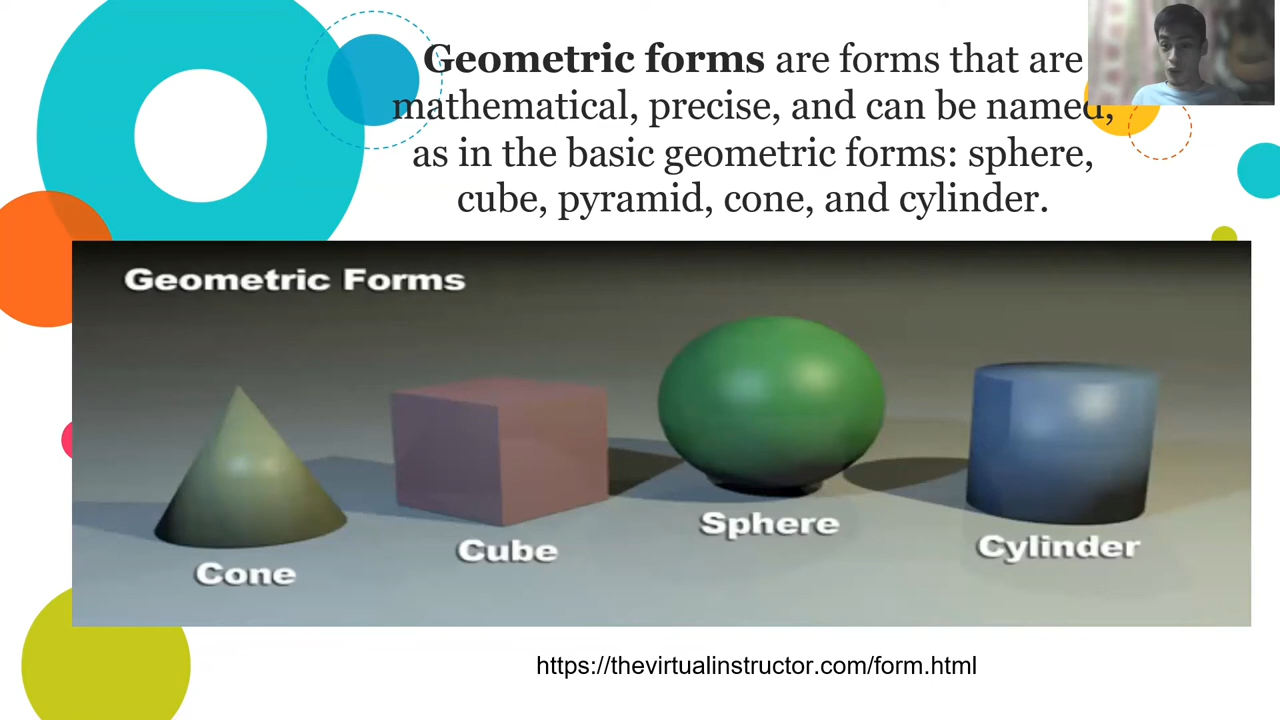 Geometric forms are forms that are
mathematical, precise, and can be named,
as in the basic geometric forms: sphere,
cube, pyramid, cone, and cylinder.
Geometric Forms
Cone
Cube
Sphere
Cylinder
https://thevirtualinstructor.com/form.html